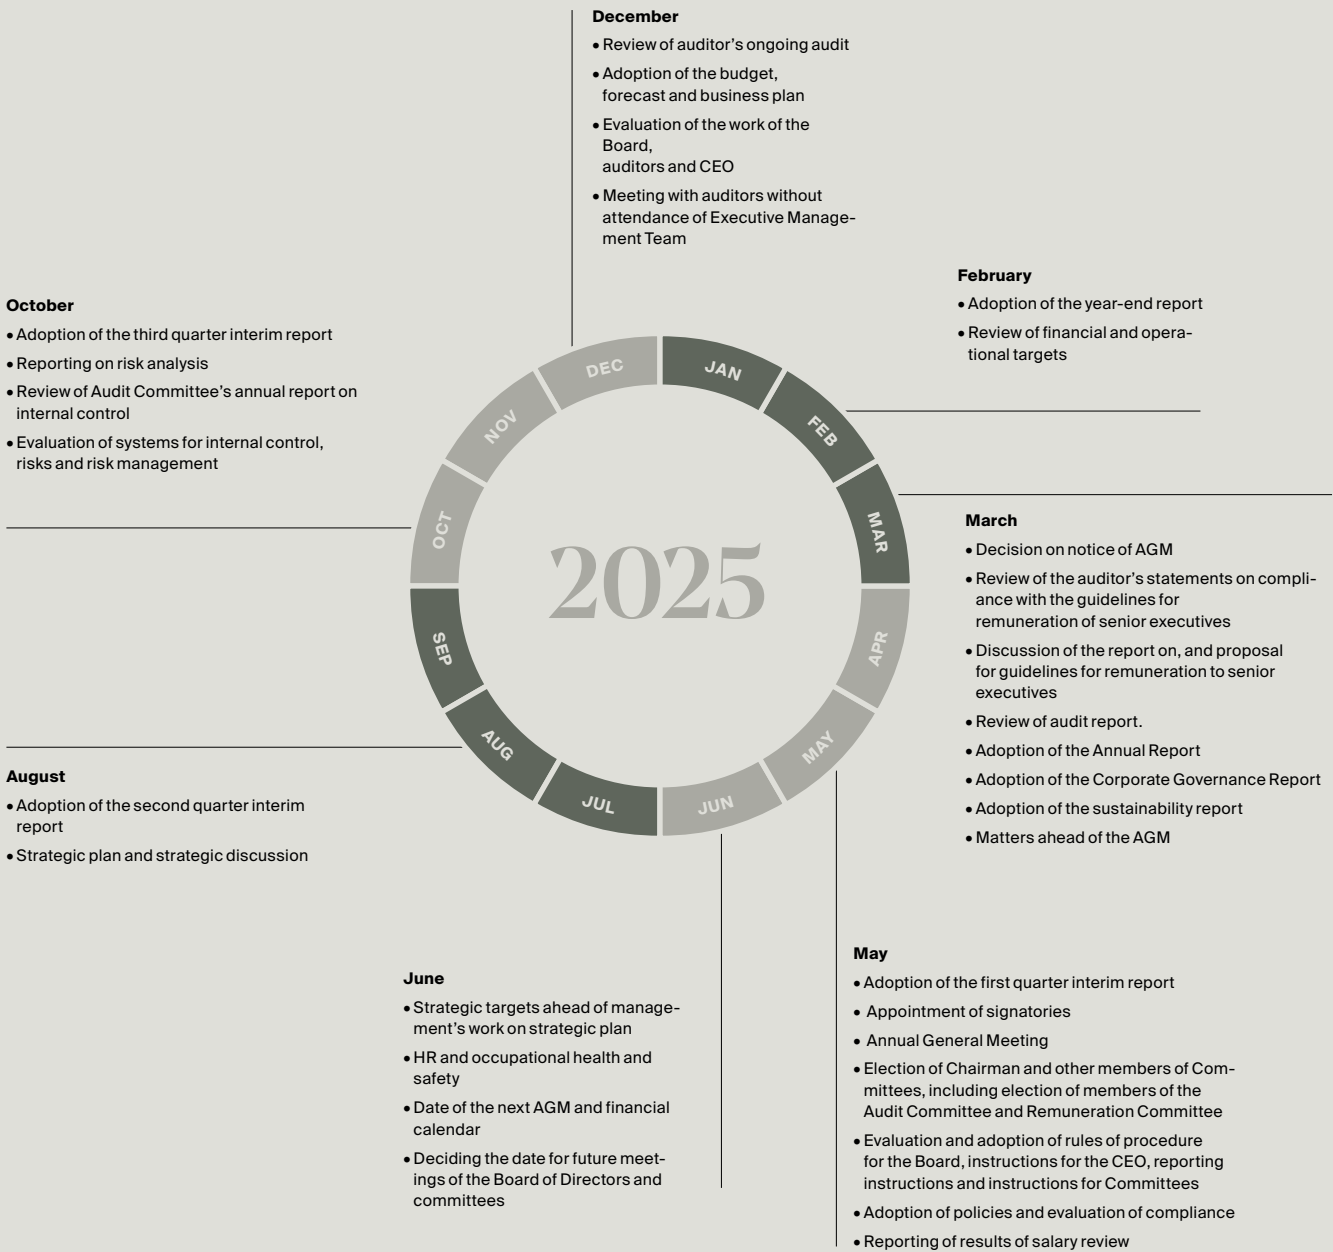 December
• Review of auditor's ongoing audit
• Adoption of the budget,
forecast and business plan
• Evaluation of the work of the
Board,
auditors and CEO
• Meeting with auditors without
attendance of Executive Manage-
ment Team
February
• Adoption of the year-end report
• Review of financial and opera-
tional targets
October
• Adoption of the third quarter interim report
• Reporting on risk analysis
• Review of Audit Committee's annual report on
internal control
• Evaluation of systems for internal control,
risks and risk management
JAN
FEB
MAR
APR
MAY
JUN
JUL
AUG
SEP
OCT
NOV
DEC
2025
March
• Decision on notice of AGM
• Review of the auditor's statements on compli-
ance with the guidelines for
remuneration of senior executives
• Discussion of the report on, and proposal
for guidelines for remuneration to senior
executives
• Review of audit report.
• Adoption of the Annual Report
• Adoption of the Corporate Governance Report
• Adoption of the sustainability report
• Matters ahead of the AGM
August
• Adoption of the second quarter interim
report
• Strategic plan and strategic discussion
June
• Strategic targets ahead of manage-
ment's work on strategic plan
• HR and occupational health and
safety
• Date of the next AGM and financial
calendar
• Deciding the date for future meet-
ings of the Board of Directors and
committees
May
• Adoption of the first quarter interim report
• Appointment of signatories
• Annual General Meeting
• Election of Chairman and other members of Com-
mittees, including election of members of the
Audit Committee and Remuneration Committee
• Evaluation and adoption of rules of procedure
for the Board, instructions for the CEO, reporting
instructions and instructions for Committees
• Adoption of policies and evaluation of compliance
• Reporting of results of salary review